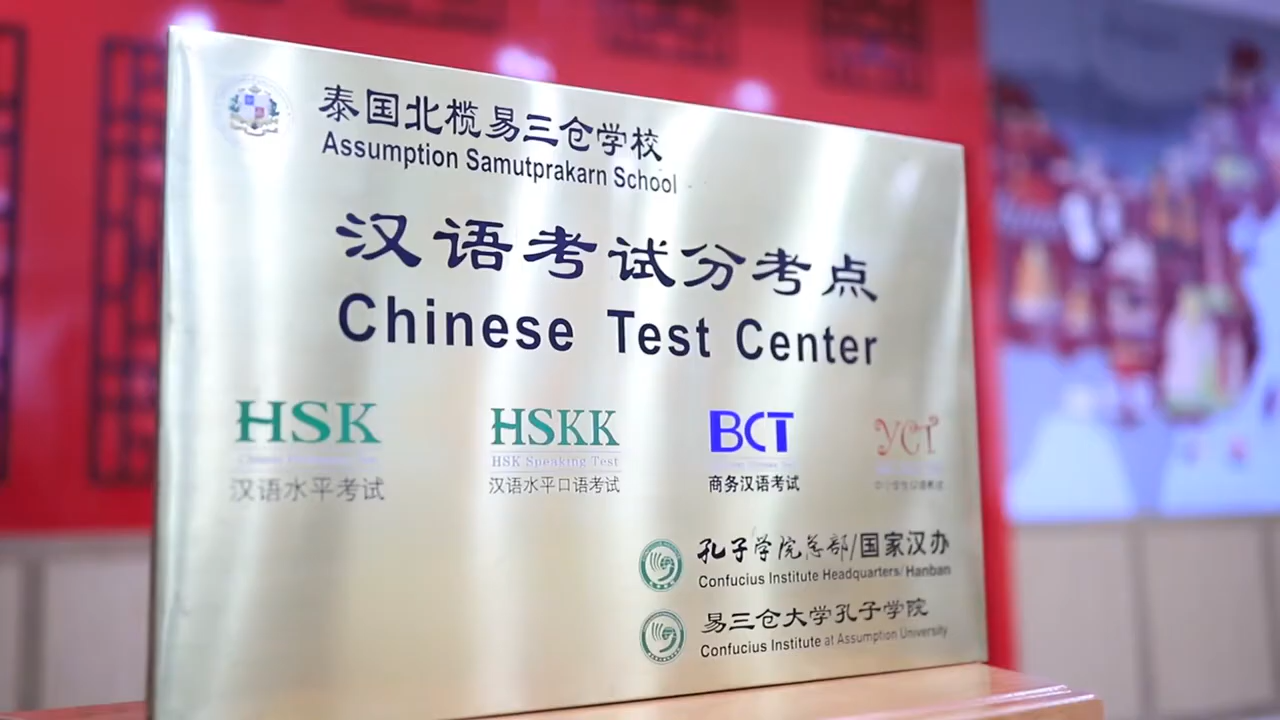 泰国北榄易三仓学校
Assumption Samutprakarn School
汉语考试分考点
Chinese Test Center
HSK
汉语水平考试
HSKK
HSK Speaking Test
汉语水平口语考试
BCT
商务汉语考试
YCT
孔子学院总部/国家汉办
Confucius Institute Headquarters/Hanban
易三仓大学孔子学院
Confucius Institute at Assumption University